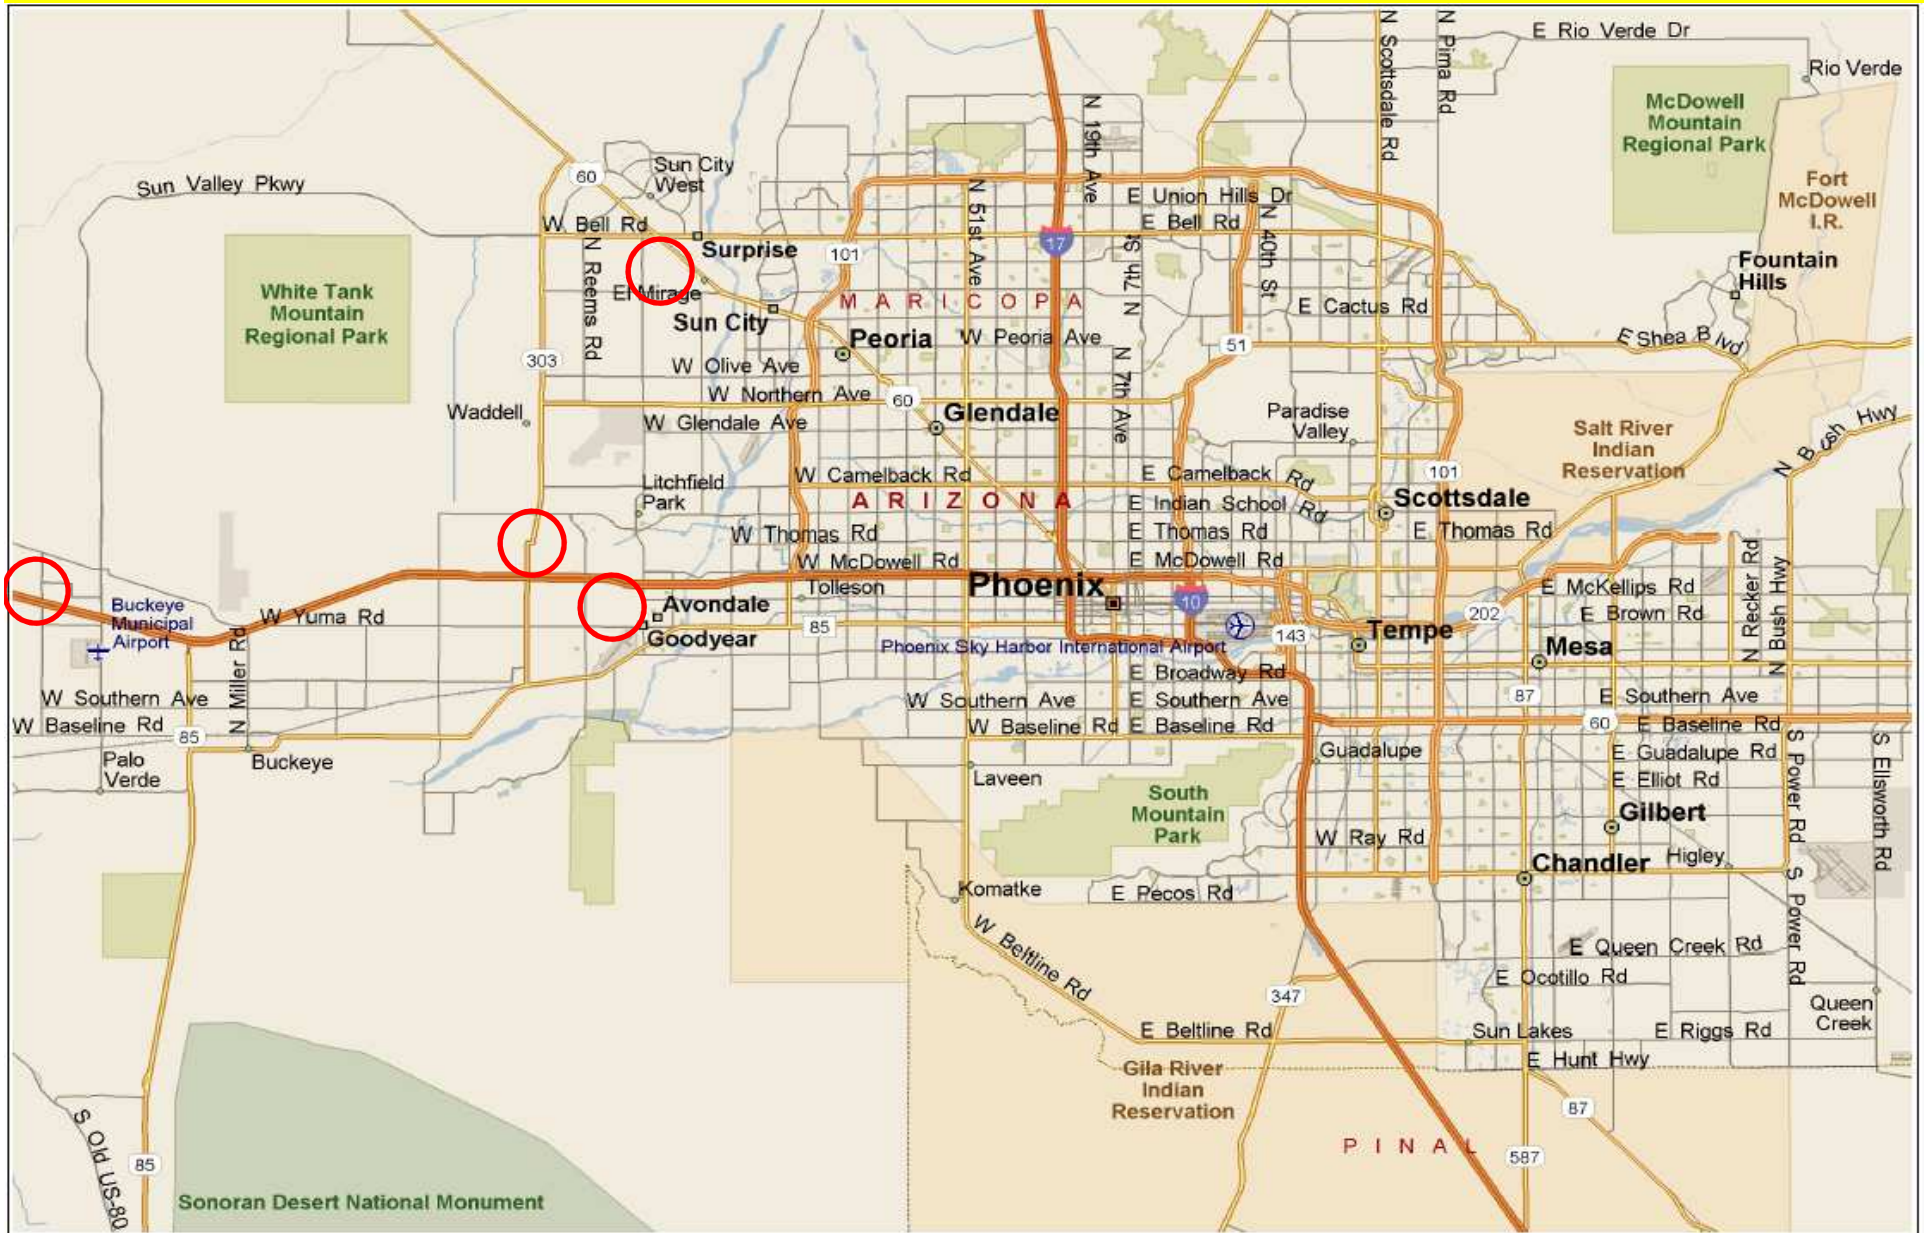 E Rio Verde Dr
Rio Verde
N Scottsdale Rd
N Pima Rd
McDowell
Mountain
Regional Park
N 19th Ave
Sun City
West
60
Sun Valley Pkwy
E Union Hills Dr
Fort
McDowell
I.R.
W Bell Rd
E Bell Rd
N 51st Ave
N 40th St
17
Surprise
101
N 7th St
N Reems Rd
Fountain
Hills
White Tank
Mountain
Regional Park
El Mirage
MARICOPA
E Cactus Rd
Sun City
Peoria
W Peoria Ave
E Shea Blvd
51
303
W Olive Ave
N 7th Ave
W Northern Ave
60
Waddell
Glendale
Paradise
Valley
W Glendale Ave
Salt River
Indian
Reservation
N Bush Hwy
W Camelback Rd
E Camelback Rd
101
Litchfield
Park
ARIZONA
E Indian School Rd
Scottsdale
W Thomas Rd
E Thomas Rd
E Thomas Rd
W McDowell Rd
E McDowell Rd
Phoenix
Tolleson
N Recker Rd
N Bush Hwy
E McKellips Rd
Buckeye
Municipal
Airport
W Yuma Rd
Avondale
10
202
E Brown Rd
Goodyear
85
143
Tempe
Phoenix Sky Harbor International Airport
Mesa
N Miller Rd
E Broadway Rd
W Southern Ave
W Southern Ave
E Southern Ave
87
E Southern Ave
W Baseline Rd
W Baseline Rd
E Baseline Rd
60
E Baseline Rd
85
Palo
Verde
Buckeye
Guadalupe
E Guadalupe Rd
Laveen
E Elliot Rd
S Power Rd
S Ellsworth Rd
South
Mountain
Park
Gilbert
W Ray Rd
Chandler
Higley
Komatke
E Pecos Rd
S Power Rd
W Beltline Rd
E Queen Creek Rd
E Ocotillo Rd
347
Queen
Creek
E Beltline Rd
Sun Lakes
E Riggs Rd
E Hunt Hwy
Gila River
Indian
Reservation
87
S Old US-80
PINAL
85
587
Sonoran Desert National Monument